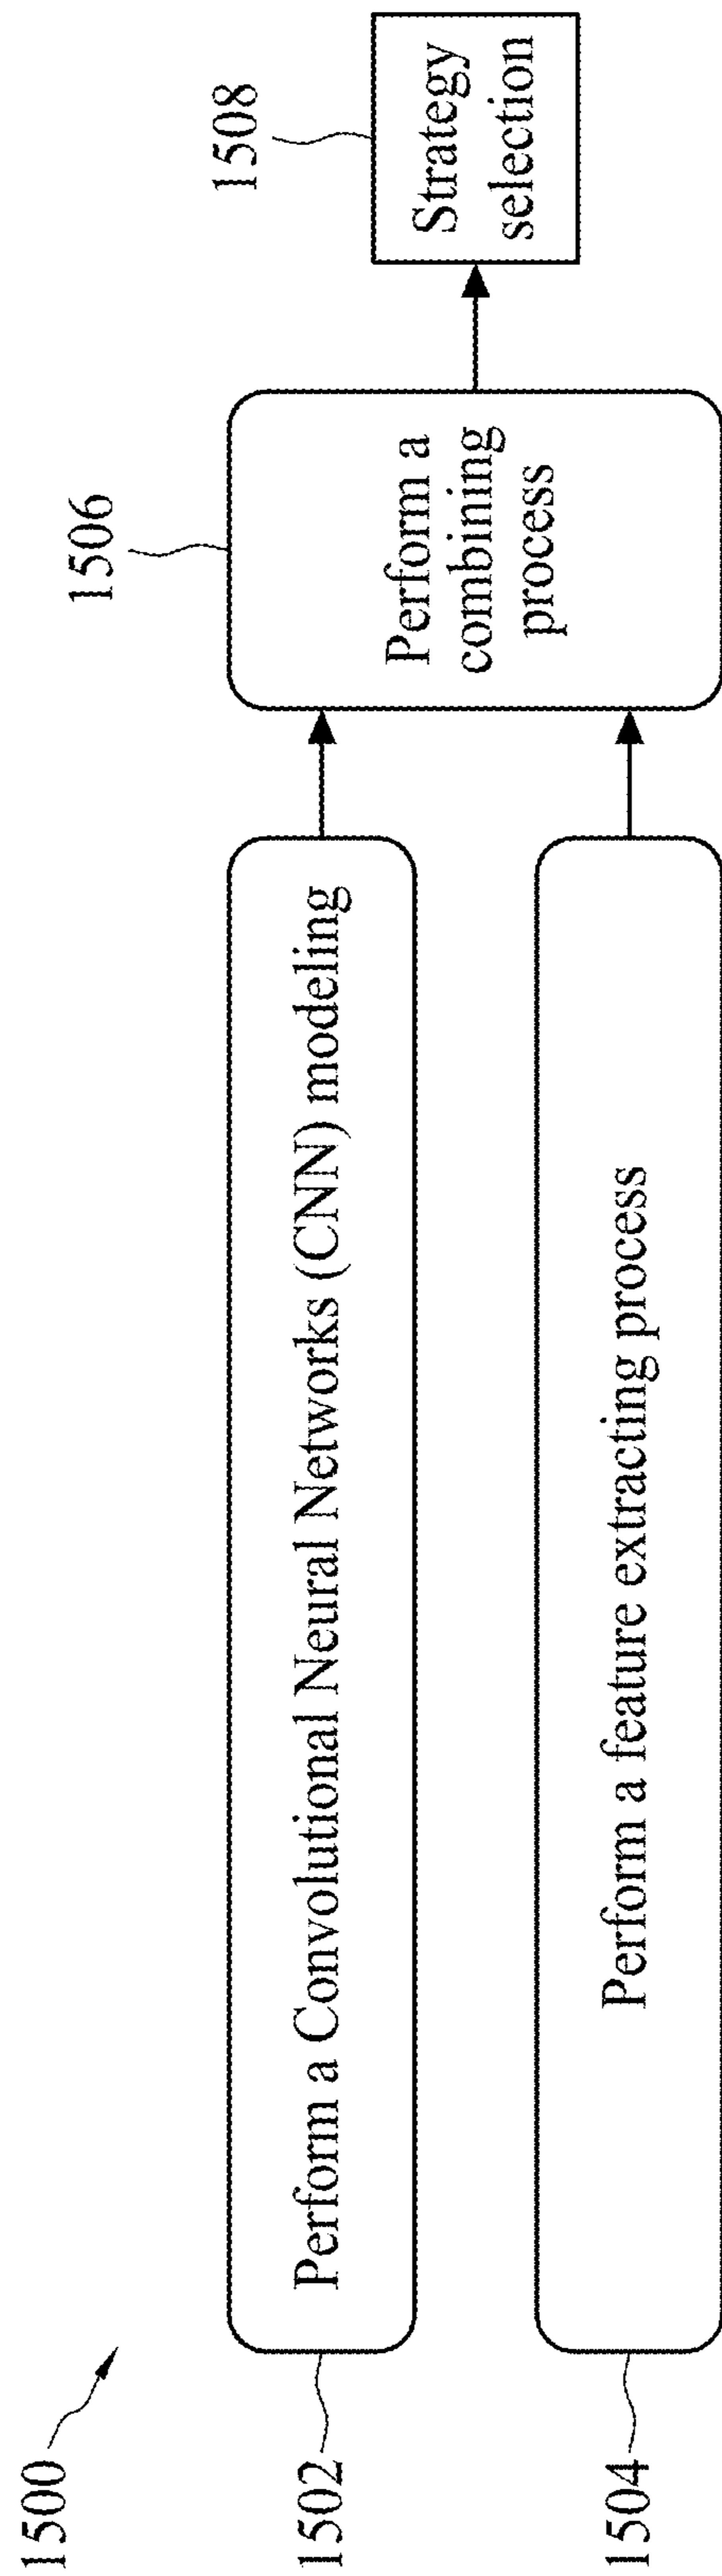 1500
1502
Perform a Convolutional Neural Networks (CNN) modeling
1504
Perform a feature extracting process
1506
Perform a
combining
process
1508
Strategy
selection